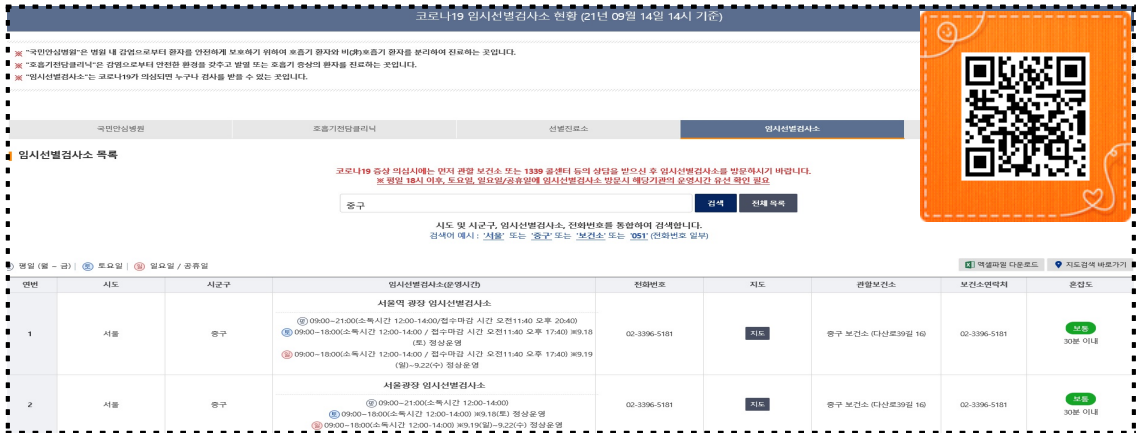 코로나19 임시선별검사소 현황 (21년 09월 14일 14시 기준)
※ "국민안심병원"은 병원 내 감염으로부터 환자를 안전하게 보호하기 위하여 호흡기 환자와 비(非)호흡기 환자를 분리하여 진료하는 곳입니다.
※ "호흡기전담클리닉"은 감염으로부터 안전한 환경을 갖추고 발열 또는 호흡기 증상의 환자를 진료하는 곳입니다.
※ "임시선별검사소"는 코로나19가 의심되면 누구나 검사를 받을 수 있는 곳입니다.
국민안심병원 호흡기전담클리닉 선별진료소 임시선별검사소
임시선별검사소 목록
코로나19 증상 의심시에는 먼저 관할 보건소 또는 1339 콜센터 등의 상담을 받으신 후 임시선별검사소를 방문하시기 바랍니다.
※ 평일 18시 이후, 토요일, 일요일/공휴일에 임시선별검사소 방문시 해당기관의 운영시간 유선 확인 필요
중구 검색 전체 목록
시도 및 시군구, 임시선별검사소, 전화번호를 통합하여 검색합니다.
검색어 예시 : '서울' 또는 '중구' 또는 '보건소' 또는 '051' (전화번호 일부)
평일 (월 ~ 금) | 토 토요일 | 일 일요일 / 공휴일 엑셀파일 다운로드 지도검색 바로가기
연번 시도 시군구 임시선별검사소(운영시간) 전화번호 지도 관할보건소 보건소연락처 혼잡도
서울역 광장 임시선별검사소
평 09:00~21:00(소독시간 12:00-14:00/접수마감 시간 오전11:40 오후 20:40)
토 09:00~18:00(소독시간 12:00-14:00 / 접수마감 시간 오전11:40 오후 17:40) ※9.18
(토) 정상운영
일 09:00~18:00(소독시간 12:00-14:00 / 접수마감 시간 오전11:40 오후 17:40) ※9.19
(일)~9.22(수) 정상운영
1 서울 중구 02-3396-5181 지도 중구 보건소 (다산로39길 16) 02-3396-5181 보통
30분 이내
서울광장 임시선별검사소
평 09:00~21:00(소독시간 12:00-14:00)
토 09:00~18:00(소독시간 12:00-14:00) ※9.18(토) 정상운영
일 09:00~18:00(소독시간 12:00-14:00) ※9.19(일)~9.22(수) 정상운영
2 서울 중구 02-3396-5181 지도 중구 보건소 (다산로39길 16) 02-3396-5181 보통
30분 이내